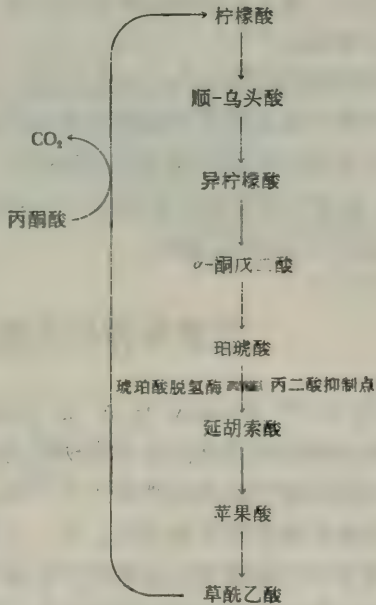 柠檬酸
顺-乌头酸
CO₂
异柠檬酸
丙酮酸
α-酮戊二酸
琥珀酸
琥珀酸脱氢酶 丙二酸抑制点
延胡索酸
苹果酸
草酰乙酸